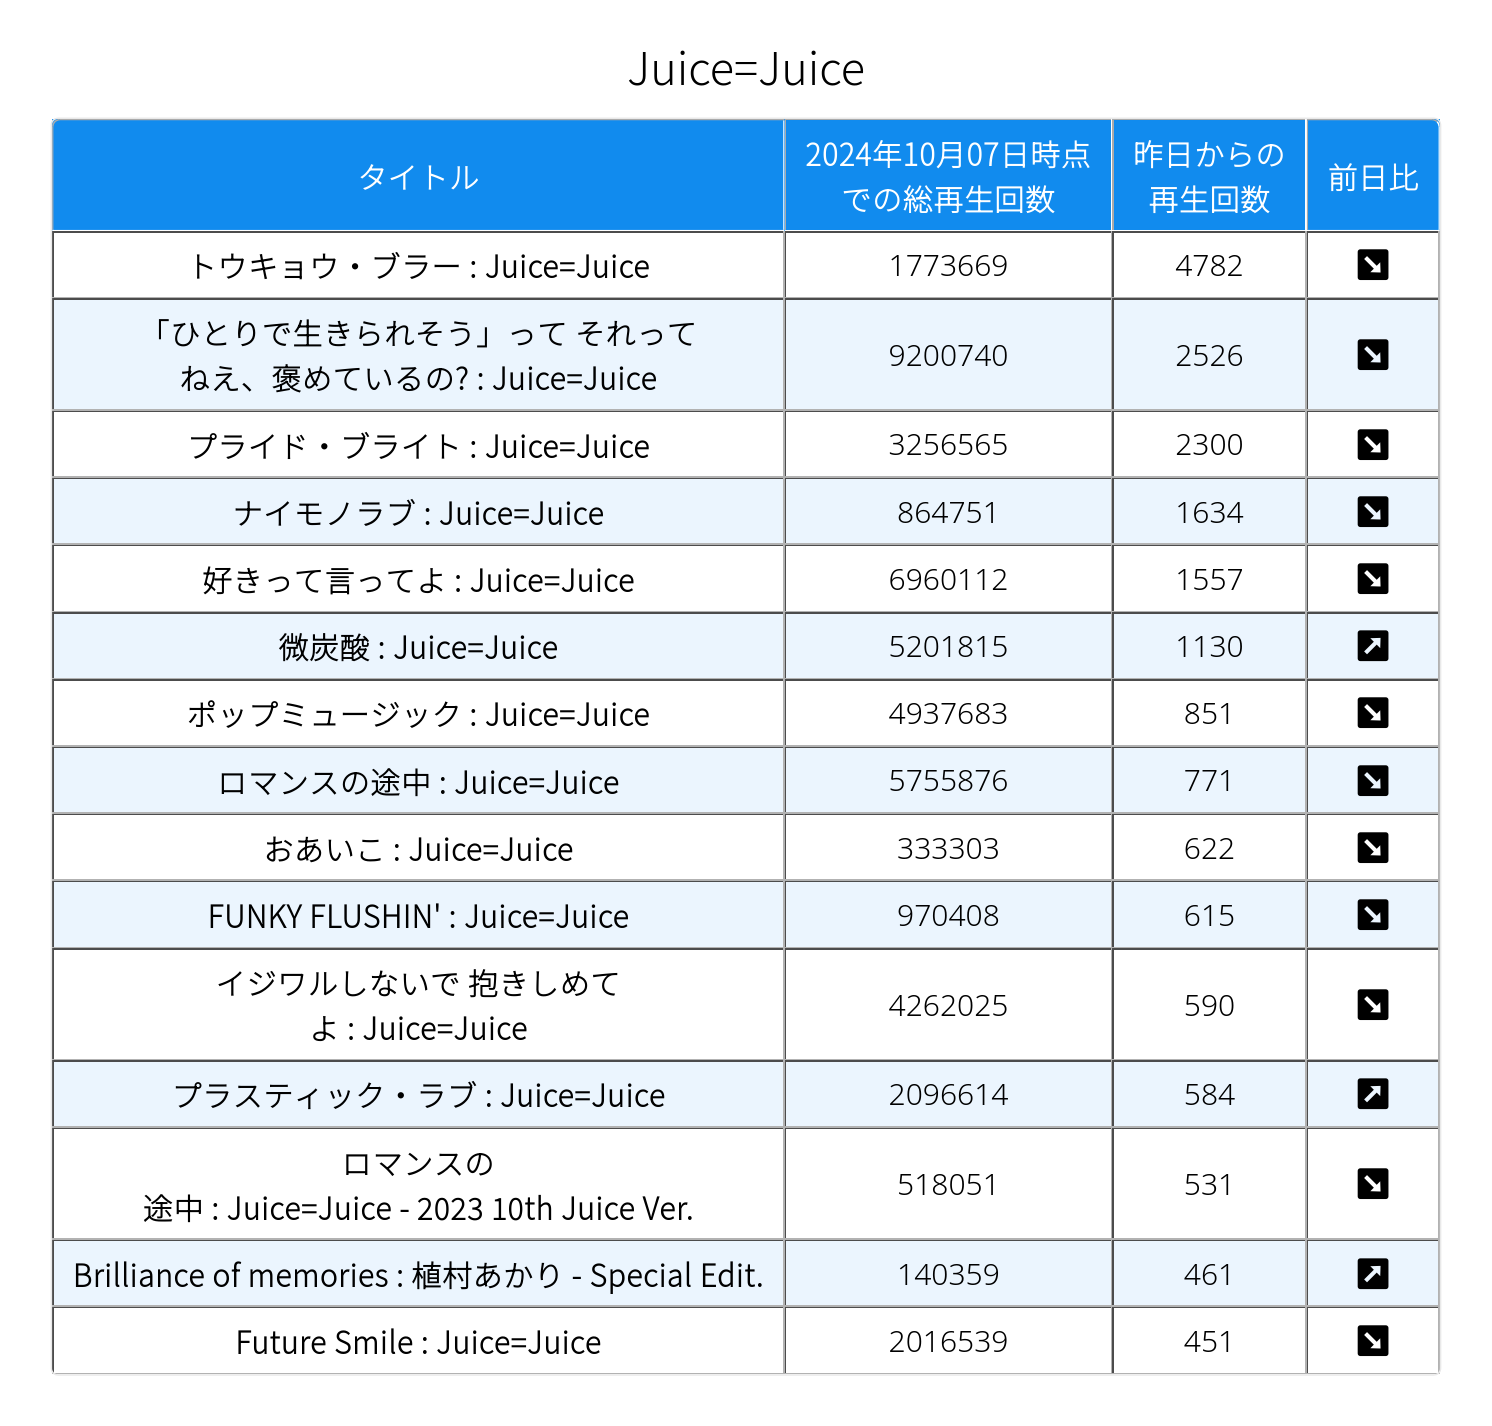 Juice=Juice
タイトル
2024年10月07日時点
での総再生回数
昨日からの
再生回数
前日比
トウキョウ・ブラー : Juice=Juice 1773669 4782
「ひとりで生きられそう」って それって
ねえ、褒めているの? : Juice=Juice 9200740 2526
プライド・ブライト : Juice=Juice 3256565 2300
ナイモノラブ : Juice=Juice 864751 1634
好きって言ってよ : Juice=Juice 6960112 1557
微炭酸 : Juice=Juice 5201815 1130
ポップミュージック : Juice=Juice 4937683 851
ロマンスの途中 : Juice=Juice 5755876 771
おあいこ : Juice=Juice 333303 622
FUNKY FLUSHIN' : Juice=Juice 970408 615
イジワルしないで 抱きしめて
よ : Juice=Juice 4262025 590
プラスティック・ラブ : Juice=Juice 2096614 584
ロマンスの
途中 : Juice=Juice - 2023 10th Juice Ver. 518051 531
Brilliance of memories : 植村あかり - Special Edit. 140359 461
Future Smile : Juice=Juice 2016539 451